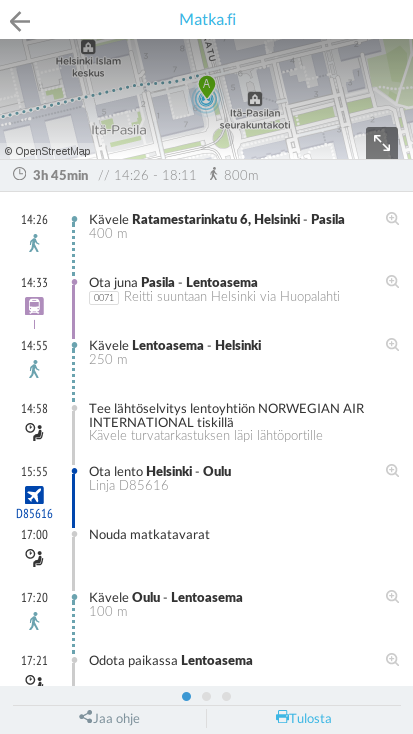 Matka.fi
Helsinki Islam
keskus
RATU
A
Itä-Pasilan
seurakuntakoti
Itä-Pasila
© OpenStreetMap
3h 45min // 14:26 - 18:11 800m
14:26 Kävele Ratamestarinkatu 6, Helsinki - Pasila
400 m
14:33 Ota juna Pasila - Lentoasema
0071 Reitti suuntaan Helsinki via Huopalahti
I
14:55 Kävele Lentoasema - Helsinki
250 m
14:58 Tee lähtöselvitys lentoyhtiön NORWEGIAN AIR
INTERNATIONAL tiskillä
Kävele turvatarkastuksen läpi lähtöportille
15:55 Ota lento Helsinki - Oulu
Linja D85616
D85616
17:00 Nouda matkatavarat
17:20 Kävele Oulu - Lentoasema
100 m
17:21 Odota paikassa Lentoasema
Jaa ohje Tulosta